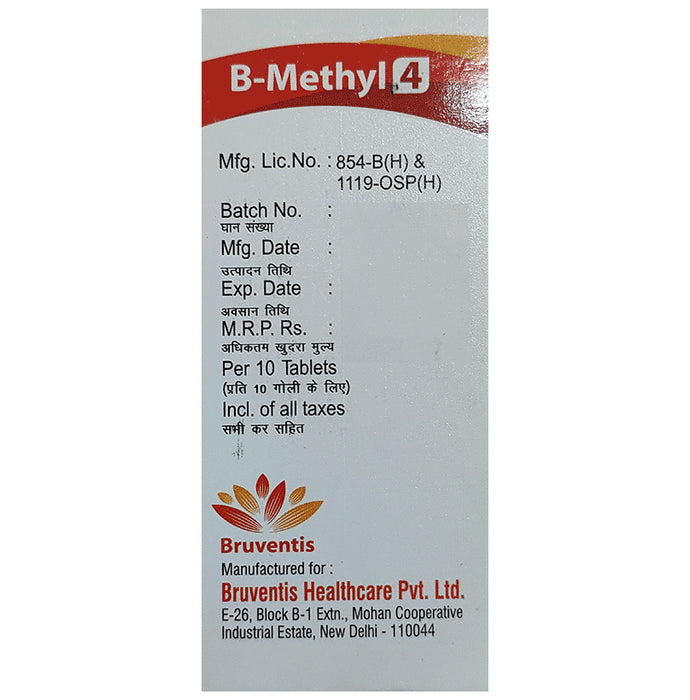 B-Methyl 4
Mfg. Lic.No. : 854-B(H) &
1119-OSP(H)
Batch No. :
घान संख्या
Mfg. Date :
उत्पादन तिथि
Exp. Date :
अवसान तिथि
M.R.P. Rs. :
अधिकतम खुदरा मुल्य
Per 10 Tablets
(प्रति 10 गोली के लिए)
Incl. of all taxes
सभी कर सहित
Bruventis
Manufactured for :
Bruventis Healthcare Pvt. Ltd.
E-26, Block B-1 Extn., Mohan Cooperative
Industrial Estate, New Delhi - 110044